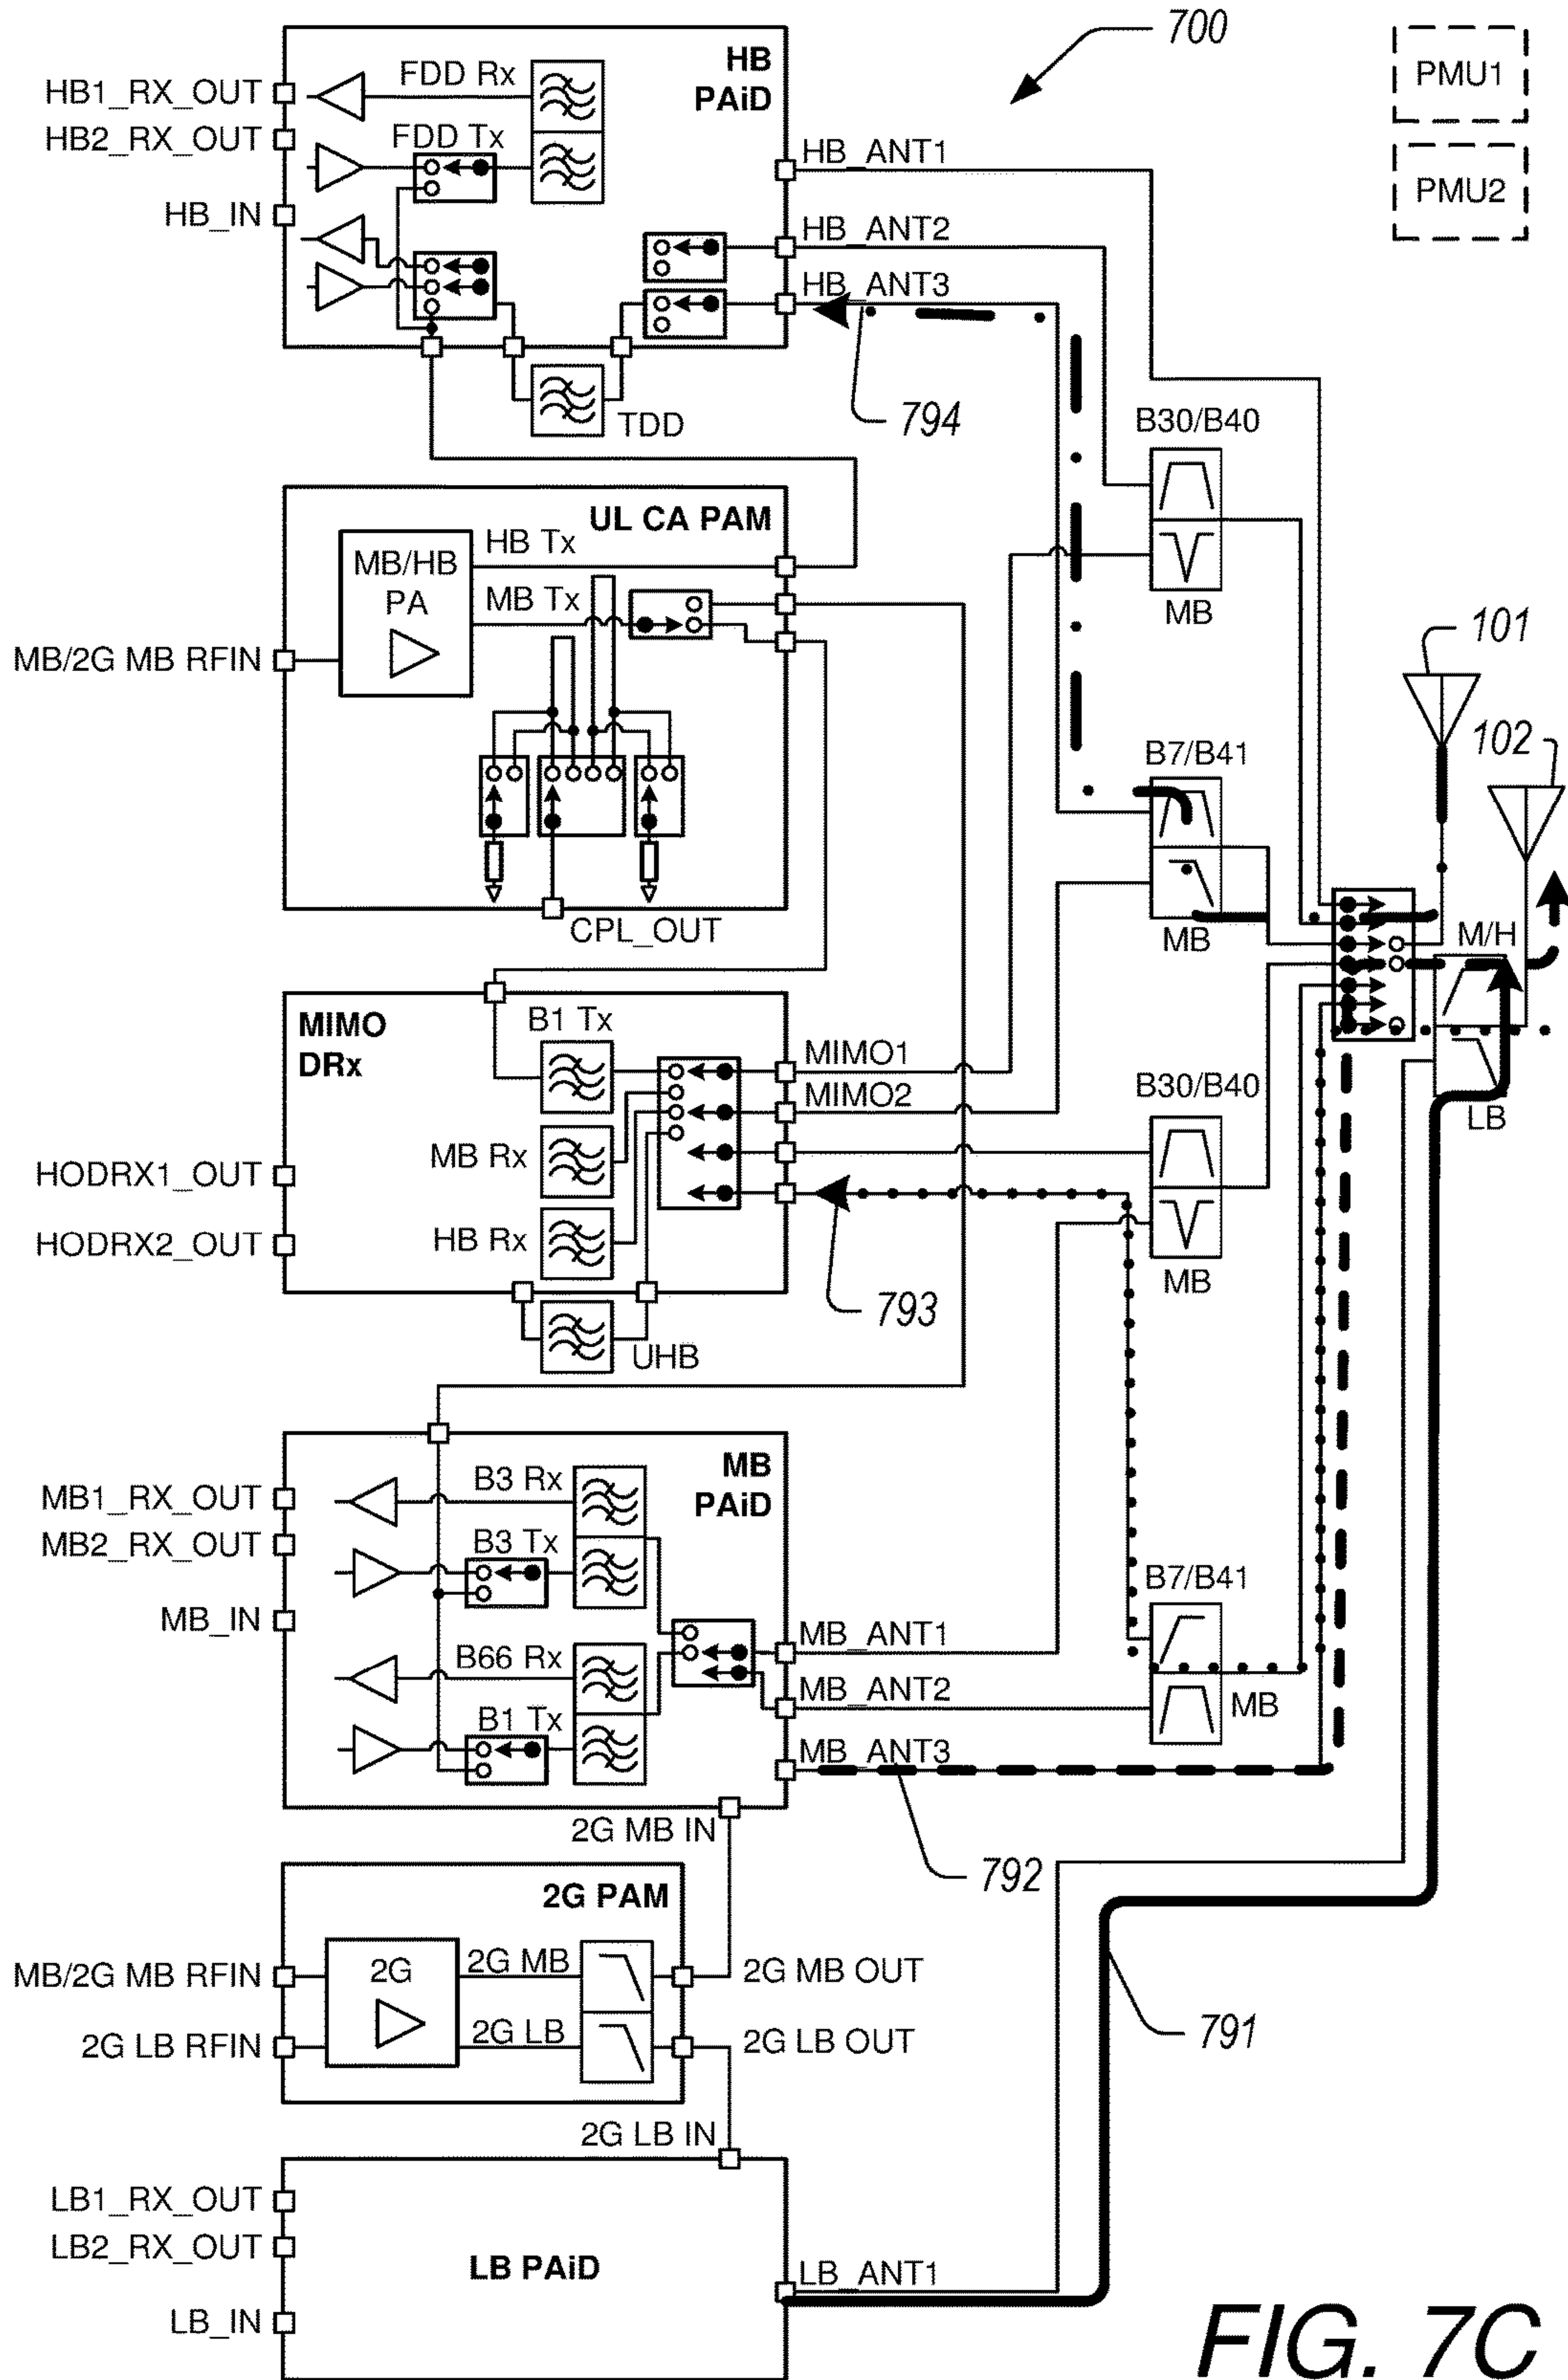 700
HB
PAiD
PMU1
PMU2
HB1_RX_OUT
HB2_RX_OUT
HB_IN
FDD Rx
FDD Tx
HB_ANT1
HB_ANT2
HB_ANT3
794
TDD
B30/B40
MB
UL CA PAM
MB/HB
PA
HB Tx
MB Tx
MB/2G MB RFIN
CPL_OUT
101
102
B7/B41
MB
M/H
LB
MIMO
DRx
B1 Tx
MB Rx
HB Rx
UHB
MIMO1
MIMO2
HODRX1_OUT
HODRX2_OUT
793
B30/B40
MB
MB
PAiD
B3 Rx
B3 Tx
B66 Rx
B1 Tx
MB1_RX_OUT
MB2_RX_OUT
MB_IN
MB_ANT1
MB_ANT2
MB_ANT3
B7/B41
MB
792
2G MB IN
2G PAM
2G
2G MB
2G LB
MB/2G MB RFIN
2G LB RFIN
2G MB OUT
2G LB OUT
791
2G LB IN
LB1_RX_OUT
LB2_RX_OUT
LB_IN
LB PAiD
LB_ANT1
FIG. 7C